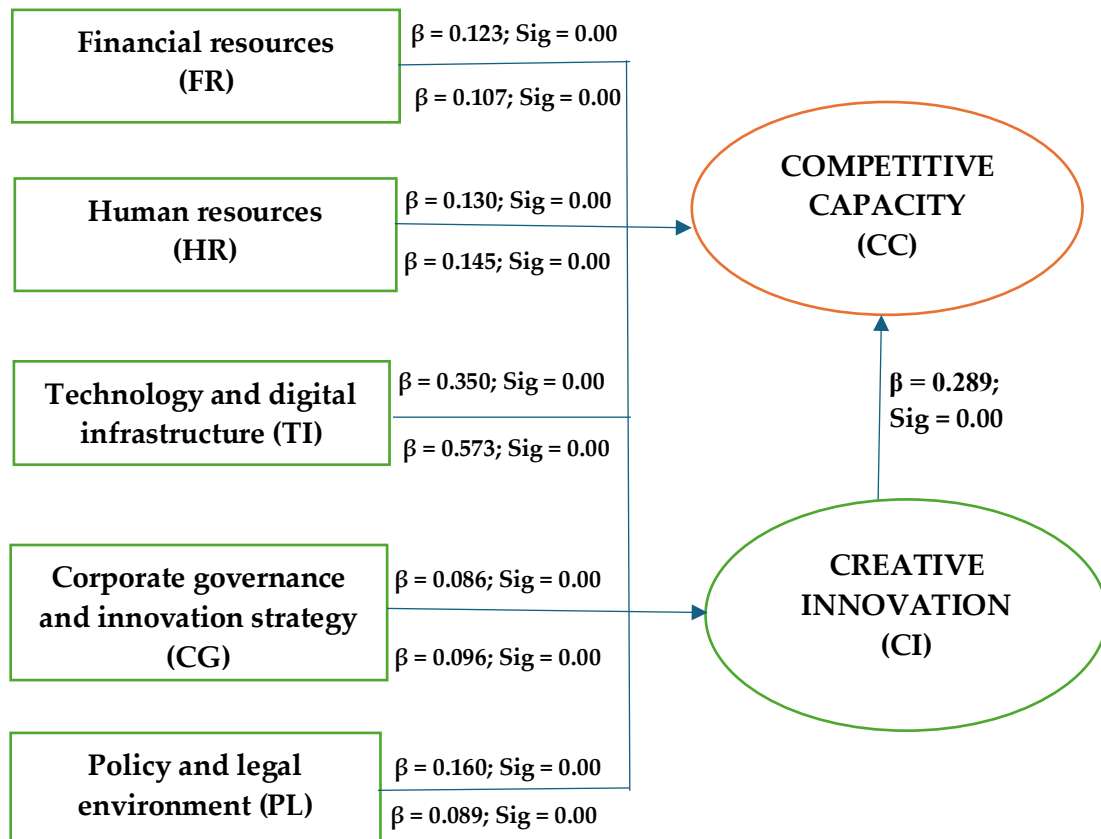 Financial resources
(FR)
β = 0.123; Sig = 0.00
β = 0.107; Sig = 0.00
Human resources
(HR)
β = 0.130; Sig = 0.00
β = 0.145; Sig = 0.00
COMPETITIVE
CAPACITY
(CC)
Technology and digital
infrastructure (TI)
β = 0.350; Sig = 0.00
β = 0.573; Sig = 0.00
β = 0.289;
Sig = 0.00
Corporate governance
and innovation strategy
(CG)
β = 0.086; Sig = 0.00
β = 0.096; Sig = 0.00
CREATIVE
INNOVATION
(CI)
Policy and legal
environment (PL)
β = 0.160; Sig = 0.00
β = 0.089; Sig = 0.00